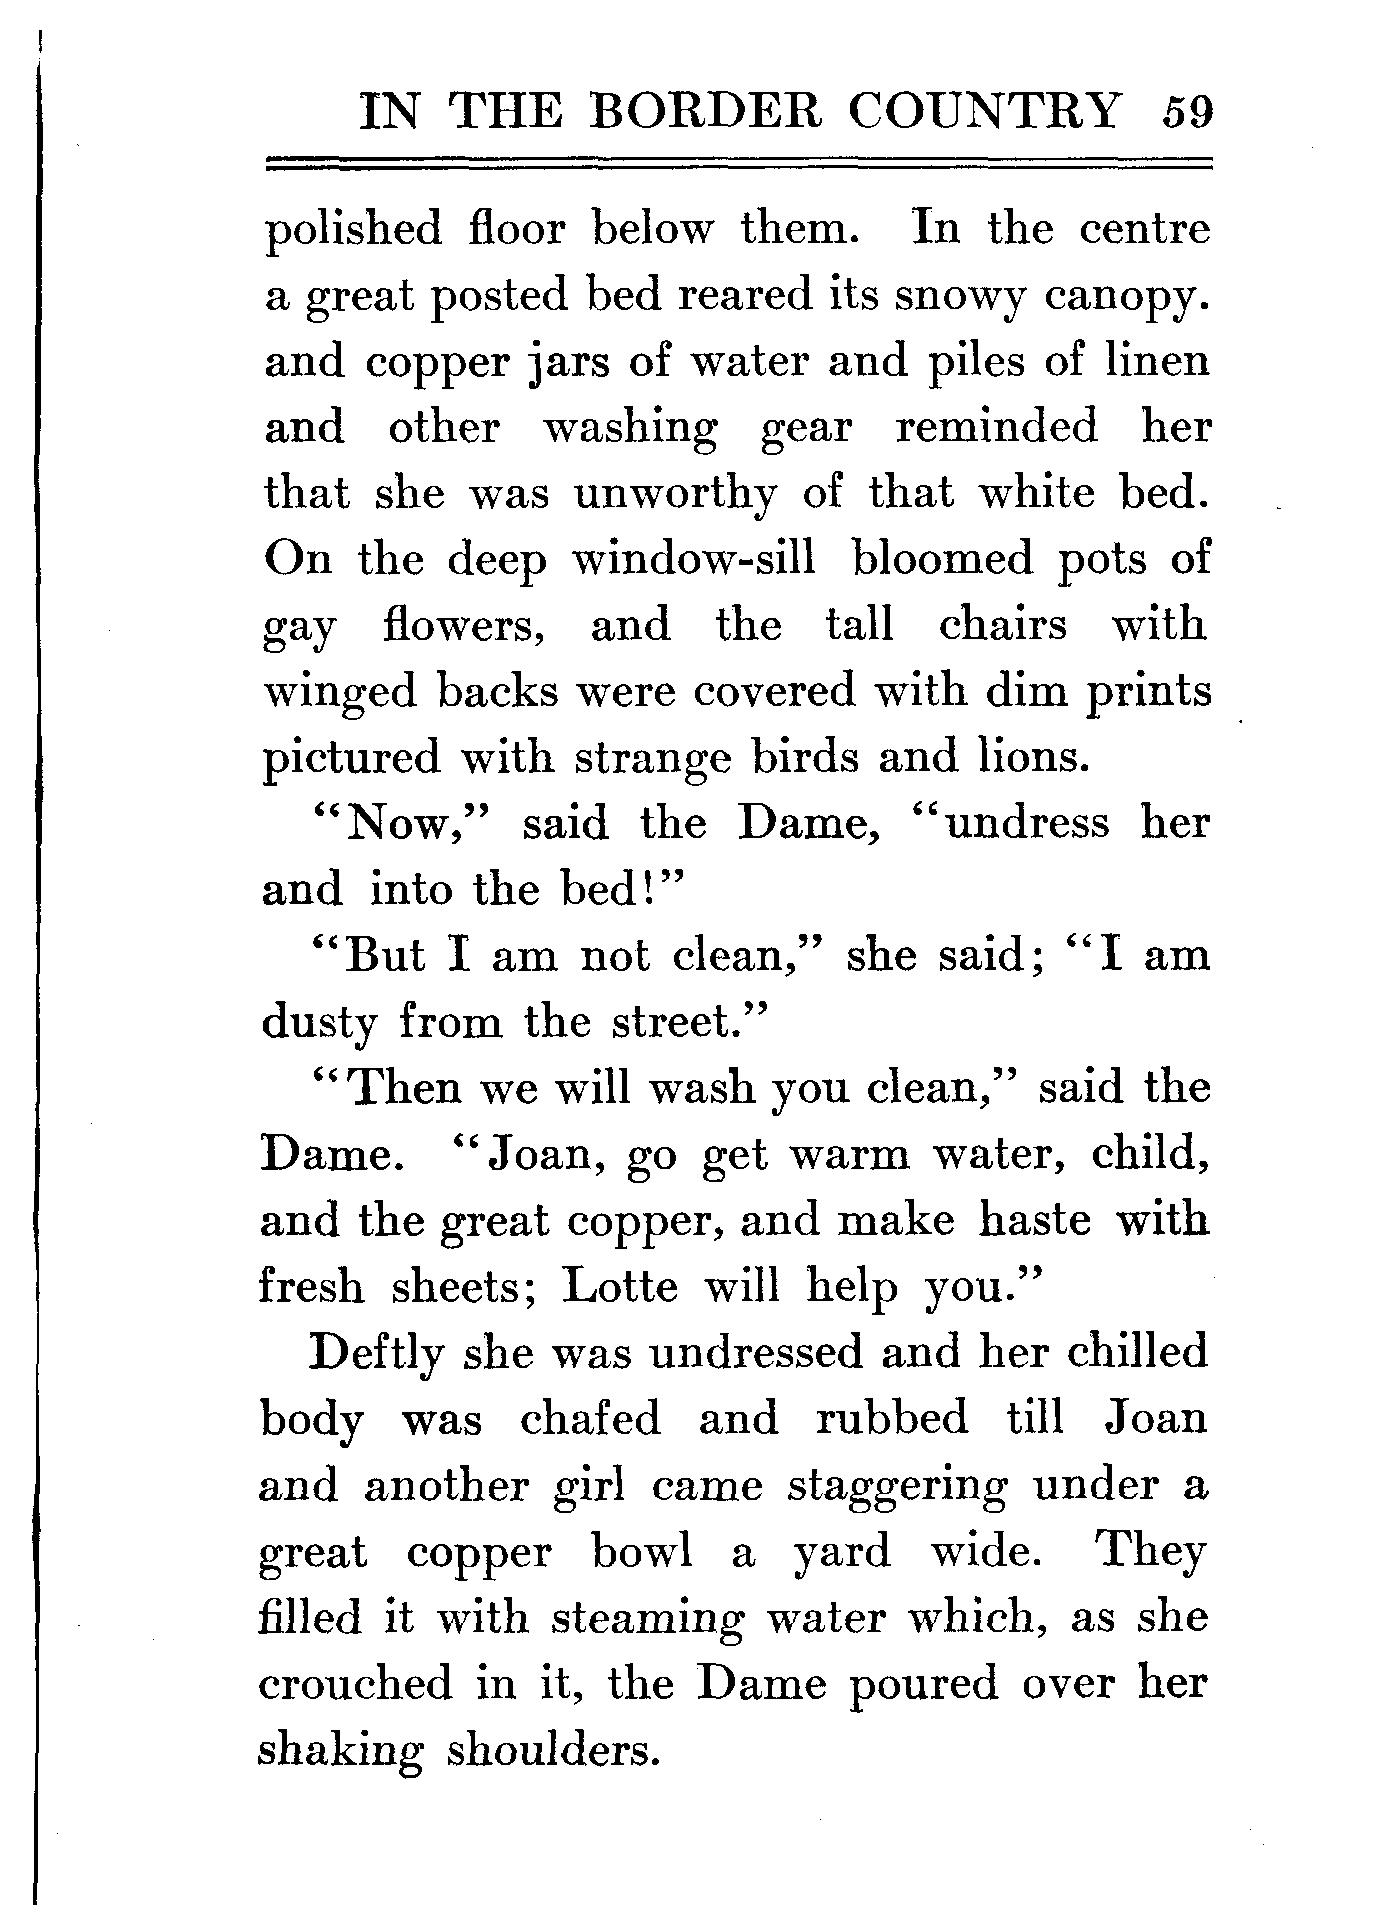 IN THE BORDER COUNTRY 59
polished floor below them. In the centre
a great posted bed reared its snowy canopy.
and copper jars of water and piles of linen
and other washing gear reminded her
that she was unworthy of that white bed.
On the deep window-sill bloomed pots of
gay flowers, and the tall chairs with
winged backs were covered with dim prints
pictured with strange birds and lions.
“Now,” said the Dame, “undress her
and into the bed!”
“But I am not clean,” she said; “I am
dusty from the street.”
“Then we will wash you clean,” said the
Dame. “Joan, go get warm water, child,
and the great copper, and make haste with
fresh sheets; Lotte will help you.”
Deftly she was undressed and her chilled
body was chafed and rubbed till Joan
and another girl came staggering under a
great copper bowl a yard wide. They
filled it with steaming water which, as she
crouched in it, the Dame poured over her
shaking shoulders.